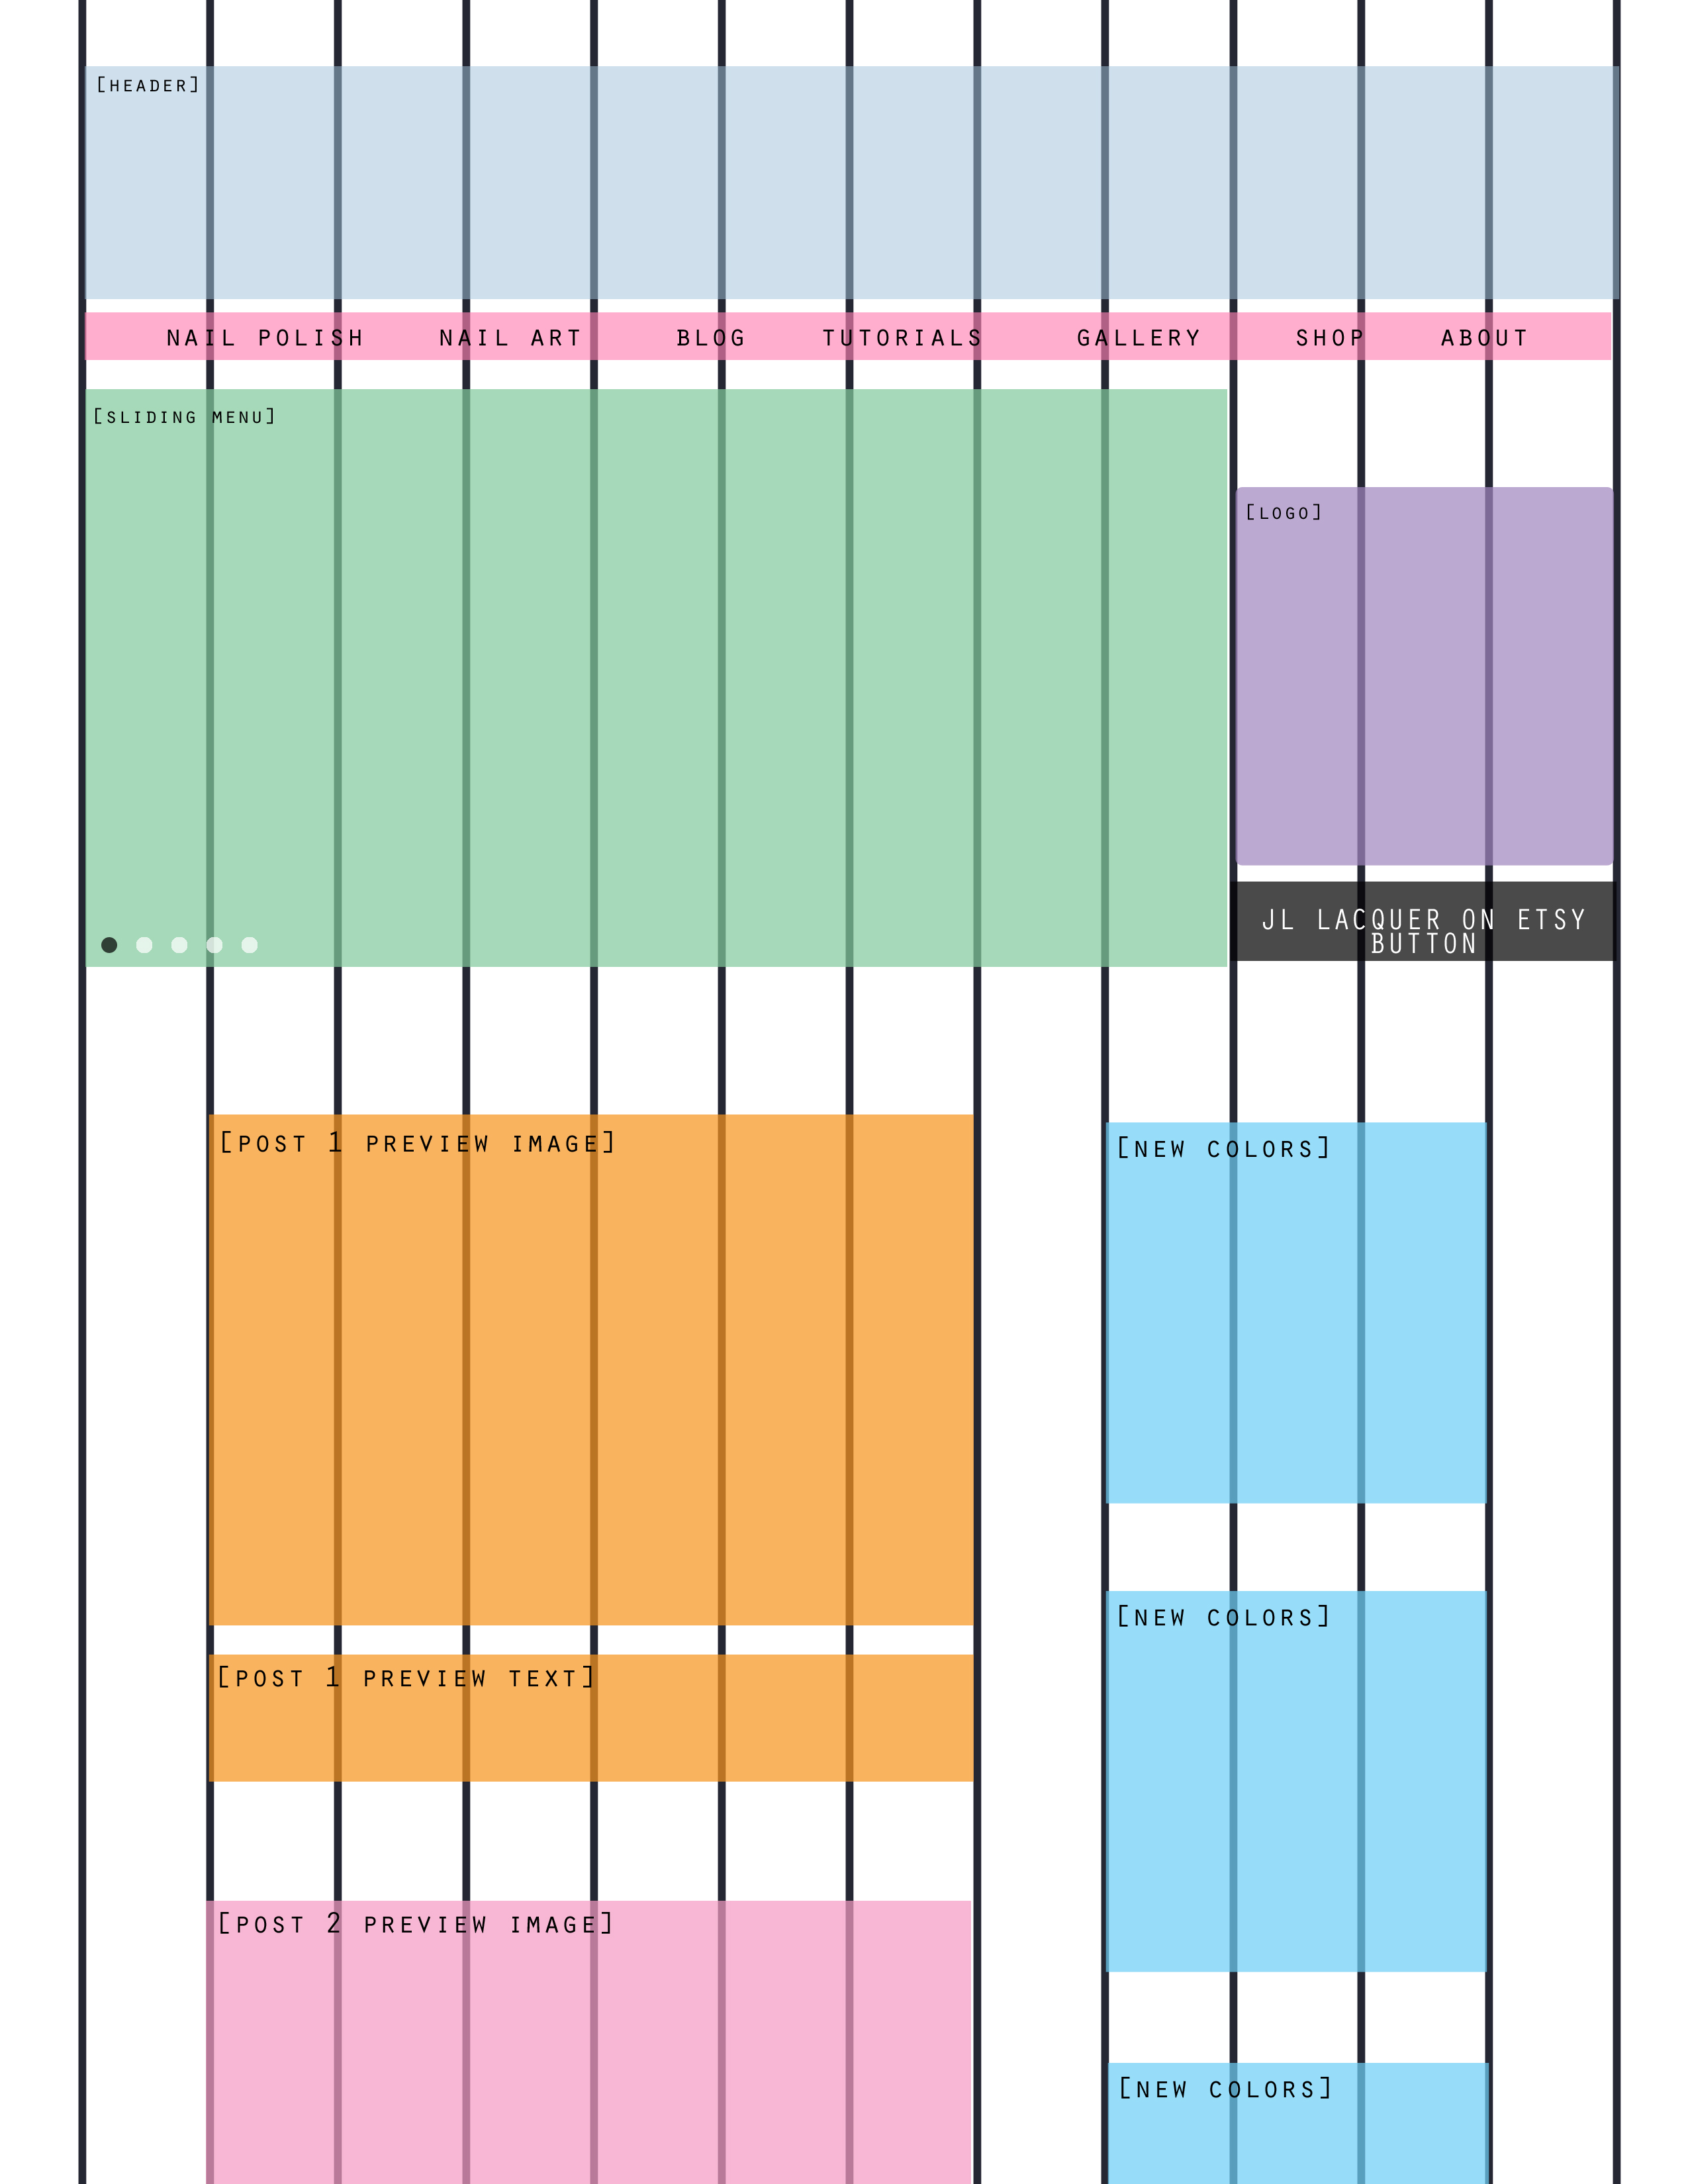 [HEADER]
NAIL POLISH NAIL ART BLOG TUTORIALS GALLERY SHOP ABOUT
[SLIDING MENU]
[LOGO]
JL LACQUER ON ETSY
BUTTON
[POST 1 PREVIEW IMAGE]
[NEW COLORS]
[POST 1 PREVIEW TEXT]
[NEW COLORS]
[POST 2 PREVIEW IMAGE]
[NEW COLORS]